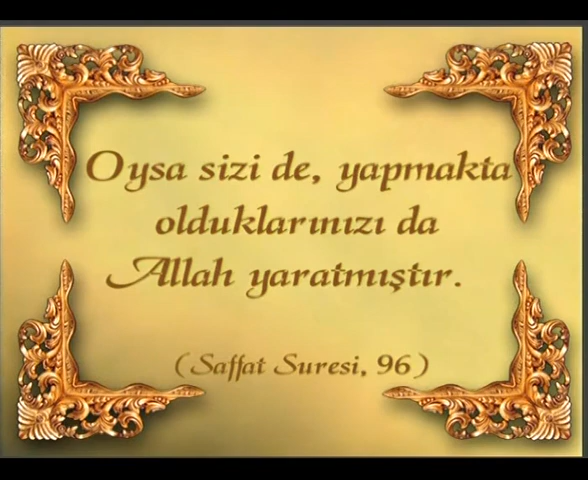 Oysa sizi de, yapmakta
olduklarınızı da
Allah yaratmıştır.
(Saffat Suresi, 96)